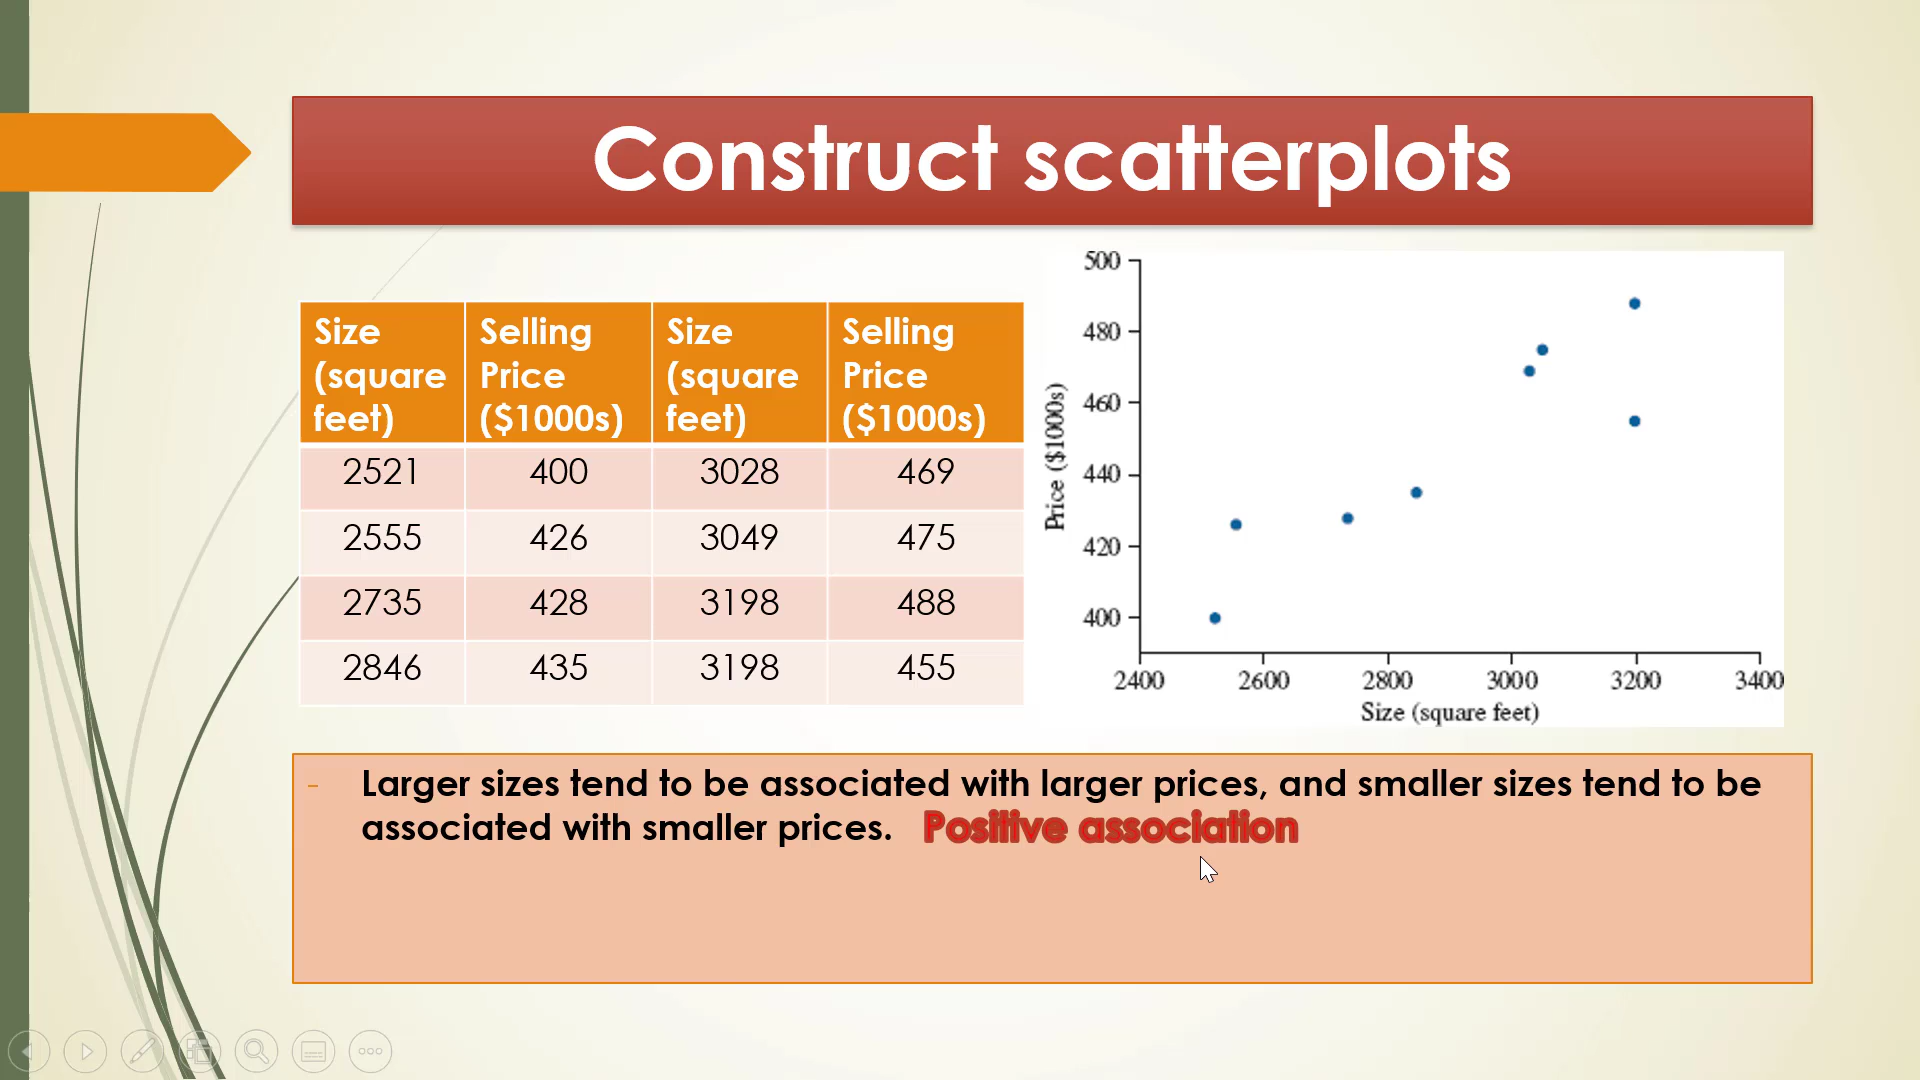 Construct scatterplots
Size (square feet) Selling Price ($1000s) Size (square feet) Selling Price ($1000s)
2521 400 3028 469
2555 426 3049 475
2735 428 3198 488
2846 435 3198 455
500
480
460
440
420
400
Price ($1000s)
2400 2600 2800 3000 3200 3400
Size (square feet)
- Larger sizes tend to be associated with larger prices, and smaller sizes tend to be
associated with smaller prices. Positive association